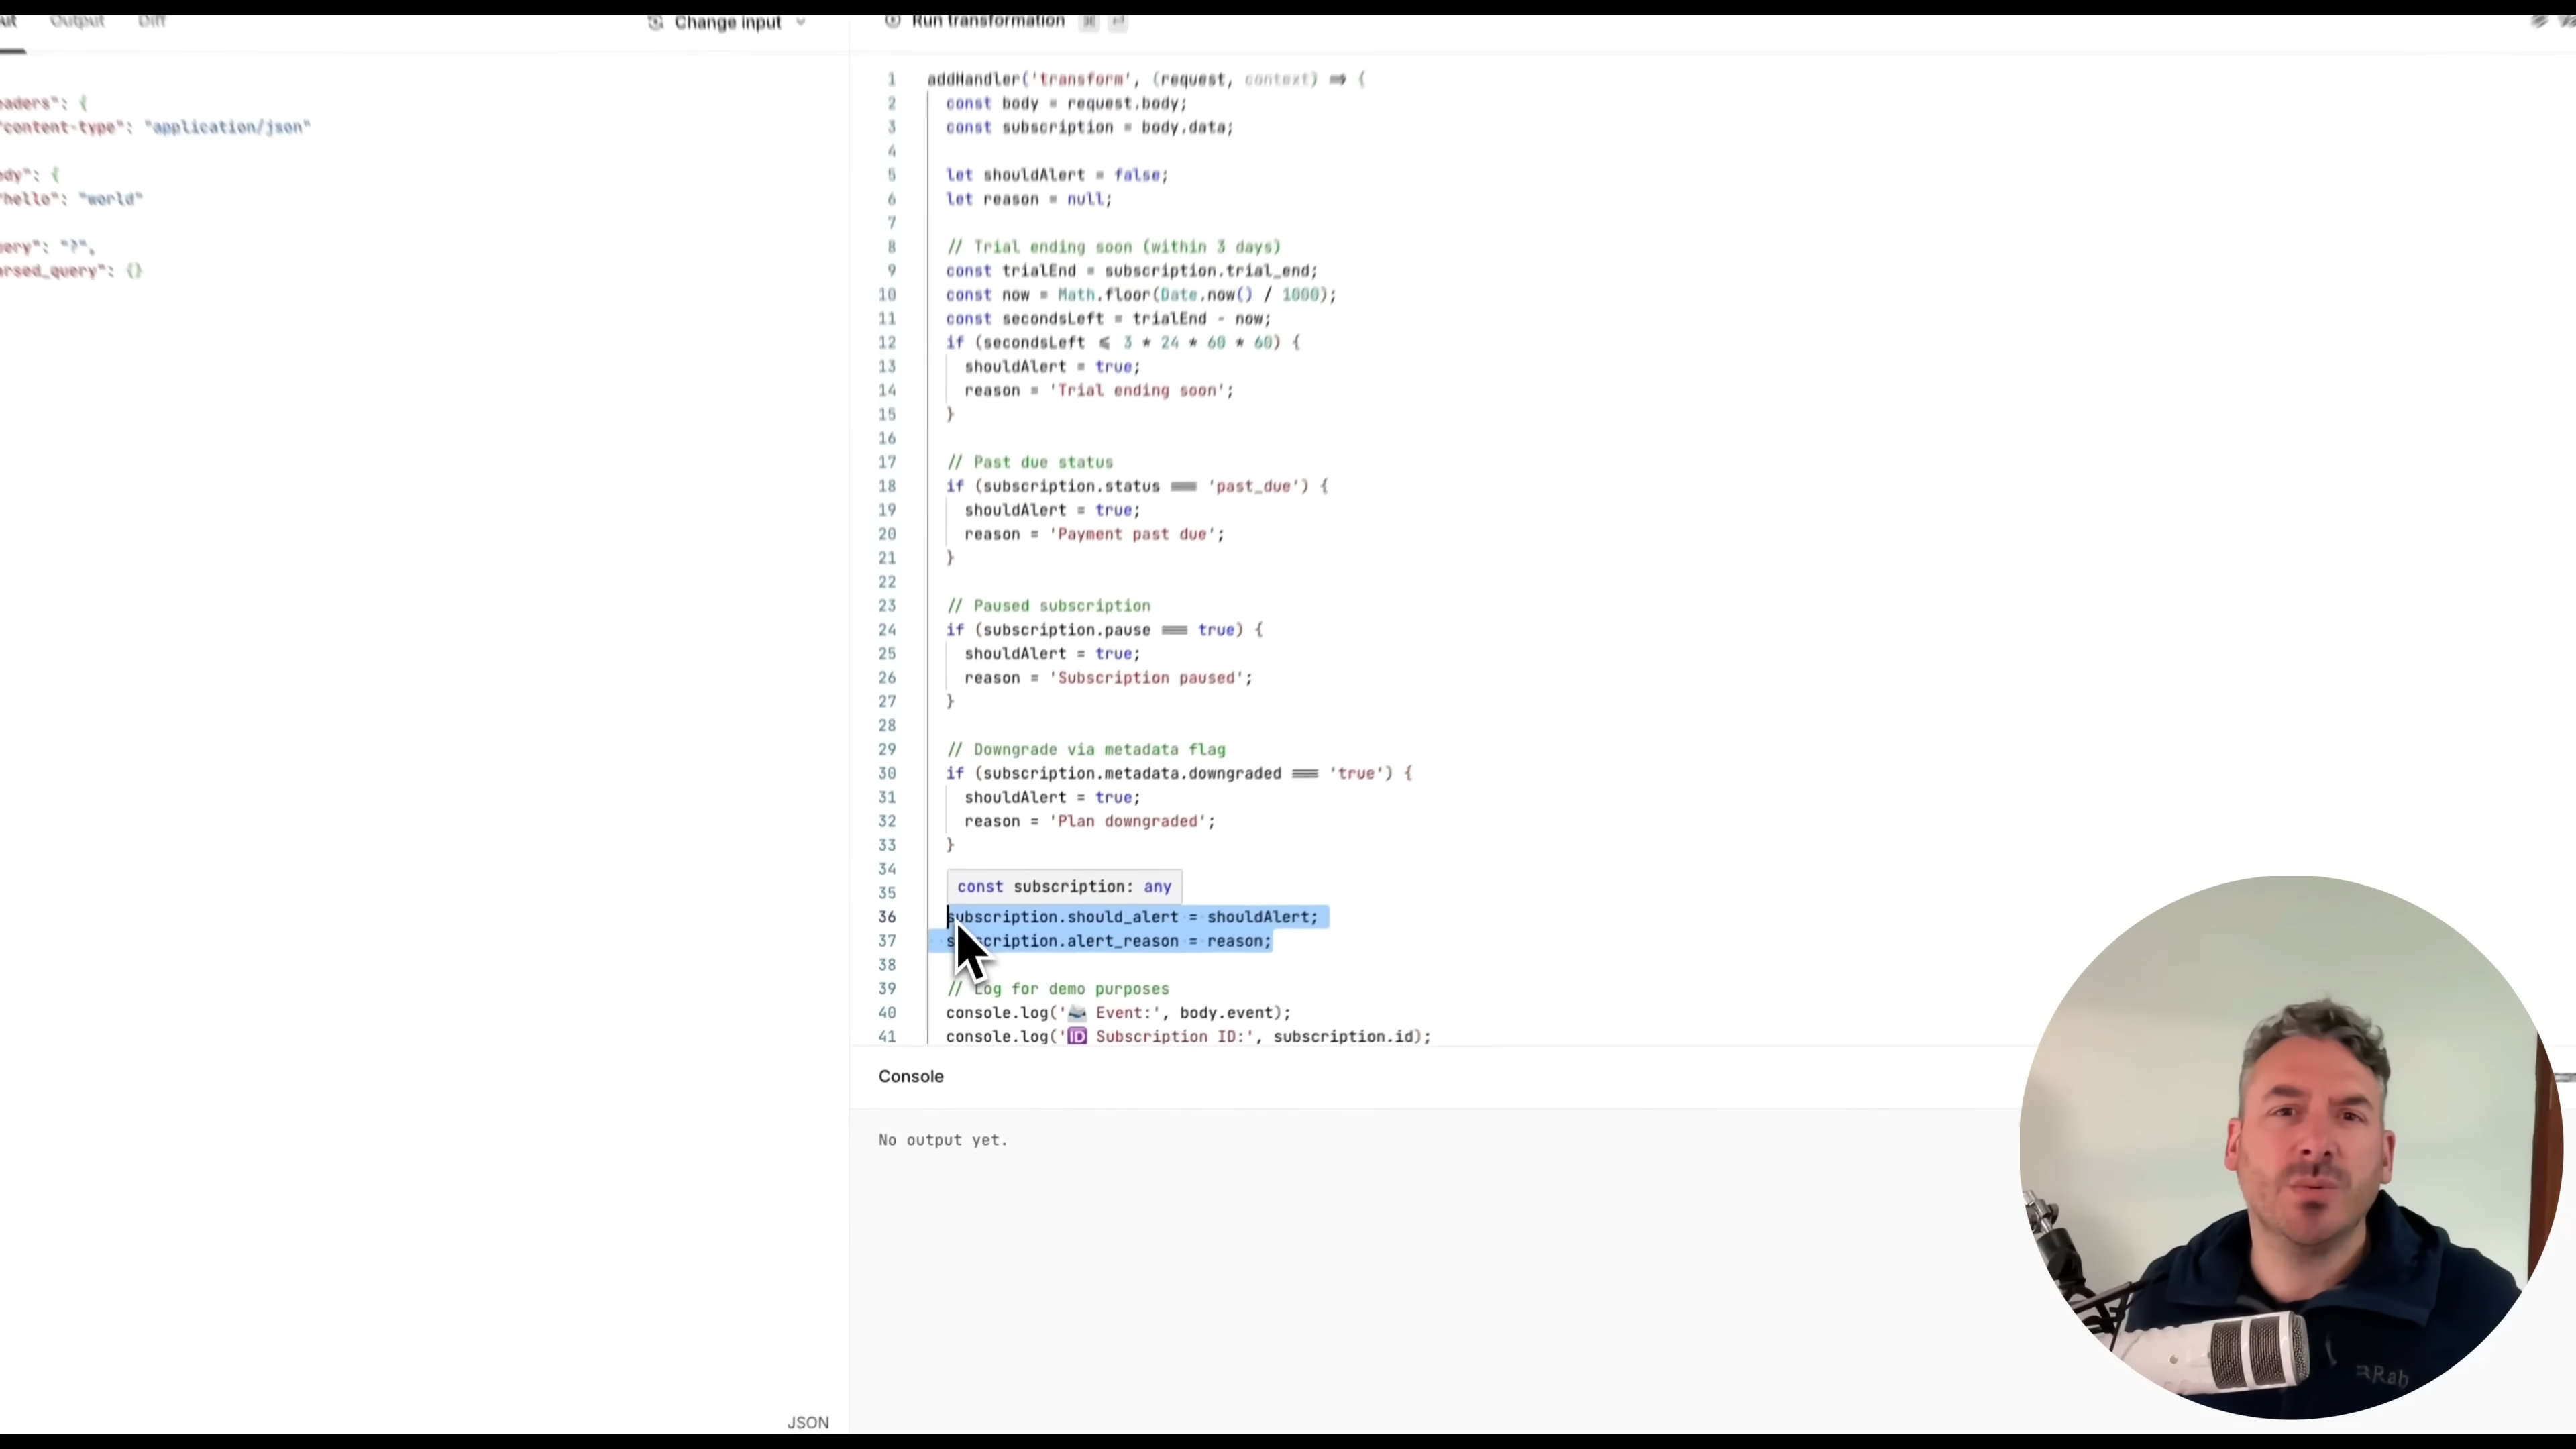 Output Diff
Change input
Run transformation
"content-type": "application/json"
"hello": "world"
"?",
{}
JSON
1 addHandler('transform', (request, context) => {
2 const body = request.body;
3 const subscription = body.data;
4
5 let shouldAlert = false;
6 let reason = null;
7
8 // Trial ending soon (within 3 days)
9 const trialEnd = subscription.trial_end;
10 const now = Math.floor(Date.now() / 1000);
11 const secondsLeft = trialEnd - now;
12 if (secondsLeft <= 3 * 24 * 60 * 60) {
13 shouldAlert = true;
14 reason = 'Trial ending soon';
15 }
16
17 // Past due status
18 if (subscription.status === 'past_due') {
19 shouldAlert = true;
20 reason = 'Payment past due';
21 }
22
23 // Paused subscription
24 if (subscription.pause === true) {
25 shouldAlert = true;
26 reason = 'Subscription paused';
27 }
28
29 // Downgrade via metadata flag
30 if (subscription.metadata.downgraded === 'true') {
31 shouldAlert = true;
32 reason = 'Plan downgraded';
33 }
34
const subscription: any
35
36 subscription.should_alert = shouldAlert;
37 subscription.alert_reason = reason;
38
39 // Log for demo purposes
40 console.log('📨 Event:', body.event);
41 console.log('🆔 Subscription ID:', subscription.id);
Console
No output yet.
Rab